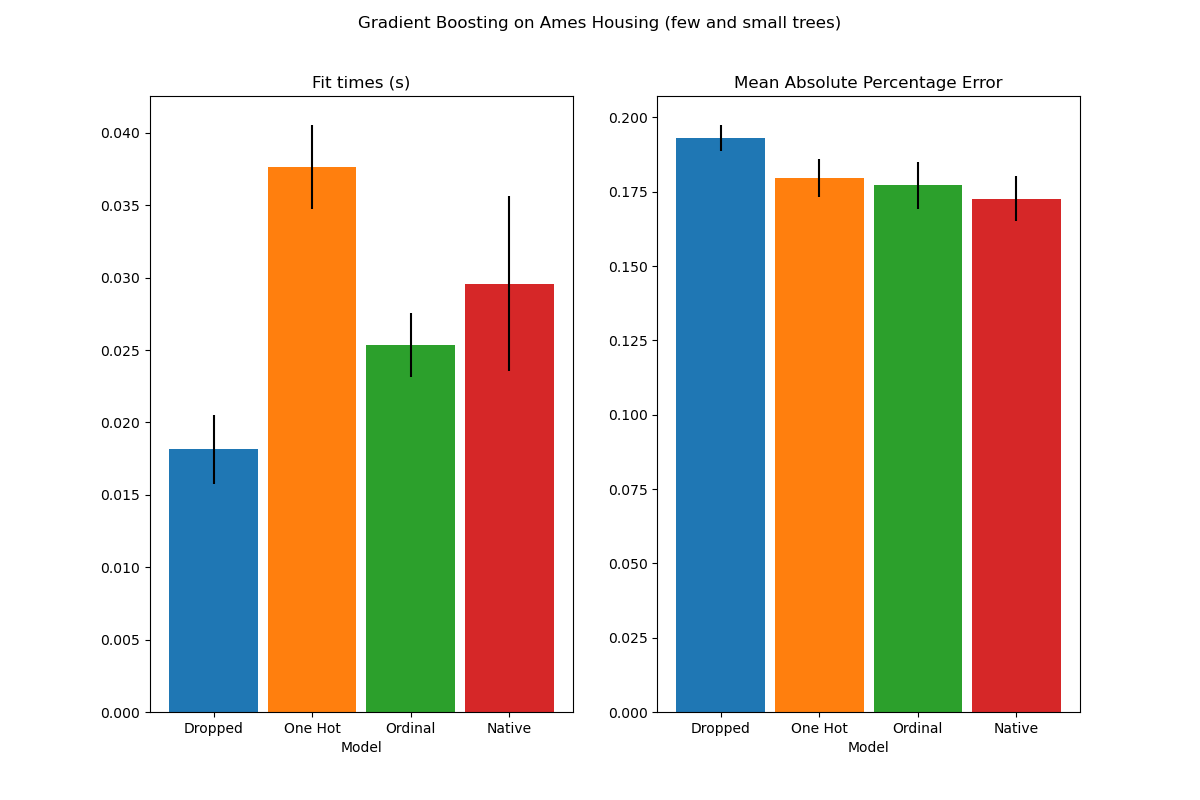 Gradient Boosting on Ames Housing (few and small trees)
Fit times (s)
0.040
0.035
0.030
0.025
0.020
0.015
0.010
0.005
0.000
Dropped One Hot Ordinal Native
Model
Mean Absolute Percentage Error
0.200
0.175
0.150
0.125
0.100
0.075
0.050
0.025
0.000
Dropped One Hot Ordinal Native
Model